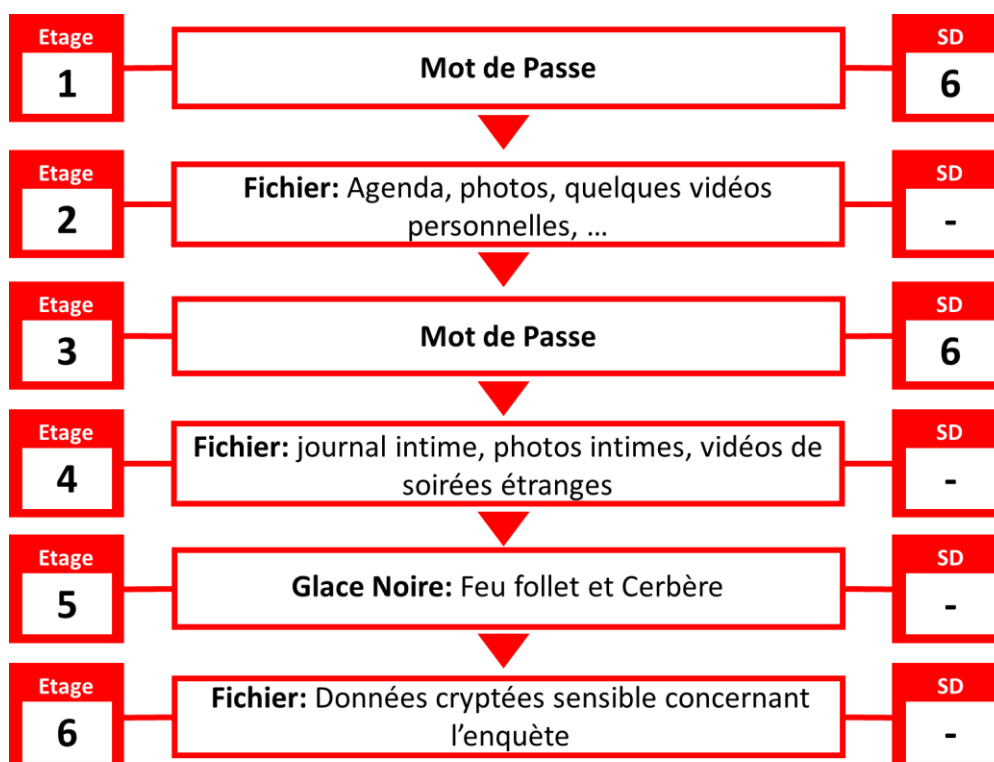 Etage
1
Mot de Passe
SD
6
Etage
2
Fichier: Agenda, photos, quelques vidéos
personnelles, ...
SD
-
Etage
3
Mot de Passe
SD
6
Etage
4
Fichier: journal intime, photos intimes, vidéos de
soirées étranges
SD
-
Etage
5
Glace Noire: Feu follet et Cerbère
SD
-
Etage
6
Fichier: Données cryptées sensible concernant
l'enquète
SD
-